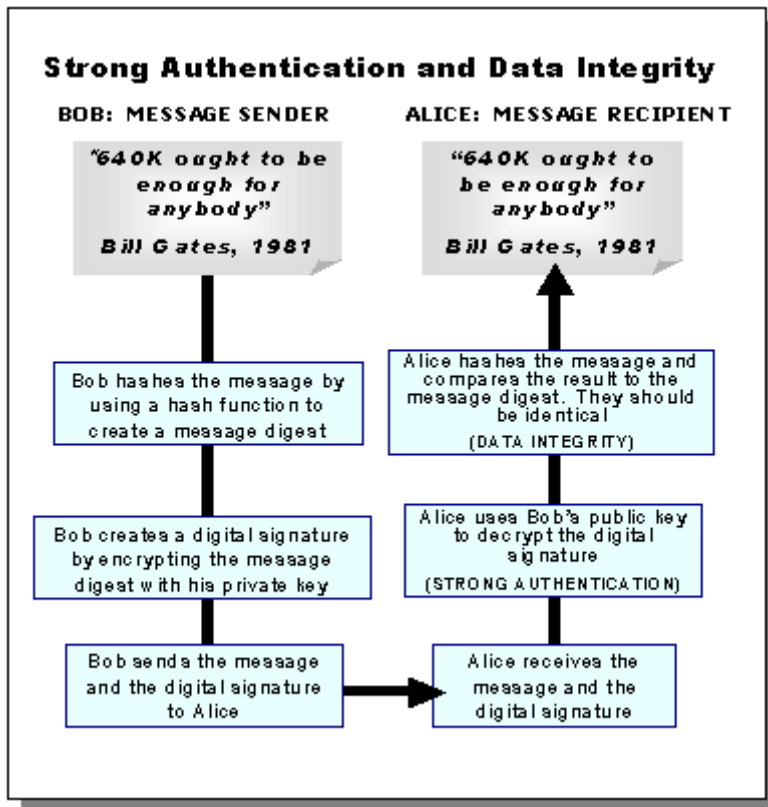 Strong Authentication and Data Integrity
BOB: MESSAGE SENDER
"640K ought to be
enough for
anybody"
Bill Gates, 1981
Bob hashes the message by
using a hash function to
create a message digest
Bob creates a digital signature
by encrypting the message
digest with his private key
Bob sends the message
and the digital signature
to Alice
ALICE: MESSAGE RECIPIENT
“640K ought to
be enough for
anybody”
Bill Gates, 1981
Alice hashes the message and
compares the result to the
message digest. They should
be identical
(DATA INTEGRITY)
Alice uses Bob's public key
to decrypt the digital
signature
(STRONG AUTHENTICATION)
Alice receives the
message and the
digital signature